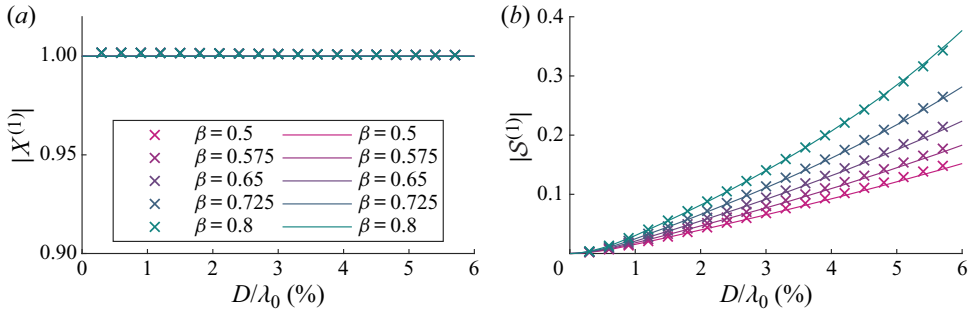 (a)
1.00
0.95
0.90
|X⁽¹⁾|
β = 0.5 β = 0.5
β = 0.575 β = 0.575
β = 0.65 β = 0.65
β = 0.725 β = 0.725
β = 0.8 β = 0.8
0 1 2 3 4 5 6
D/λ₀ (%)
(b)
0.4
0.3
0.2
0.1
|𝒮⁽¹⁾|
0 1 2 3 4 5 6
D/λ₀ (%)